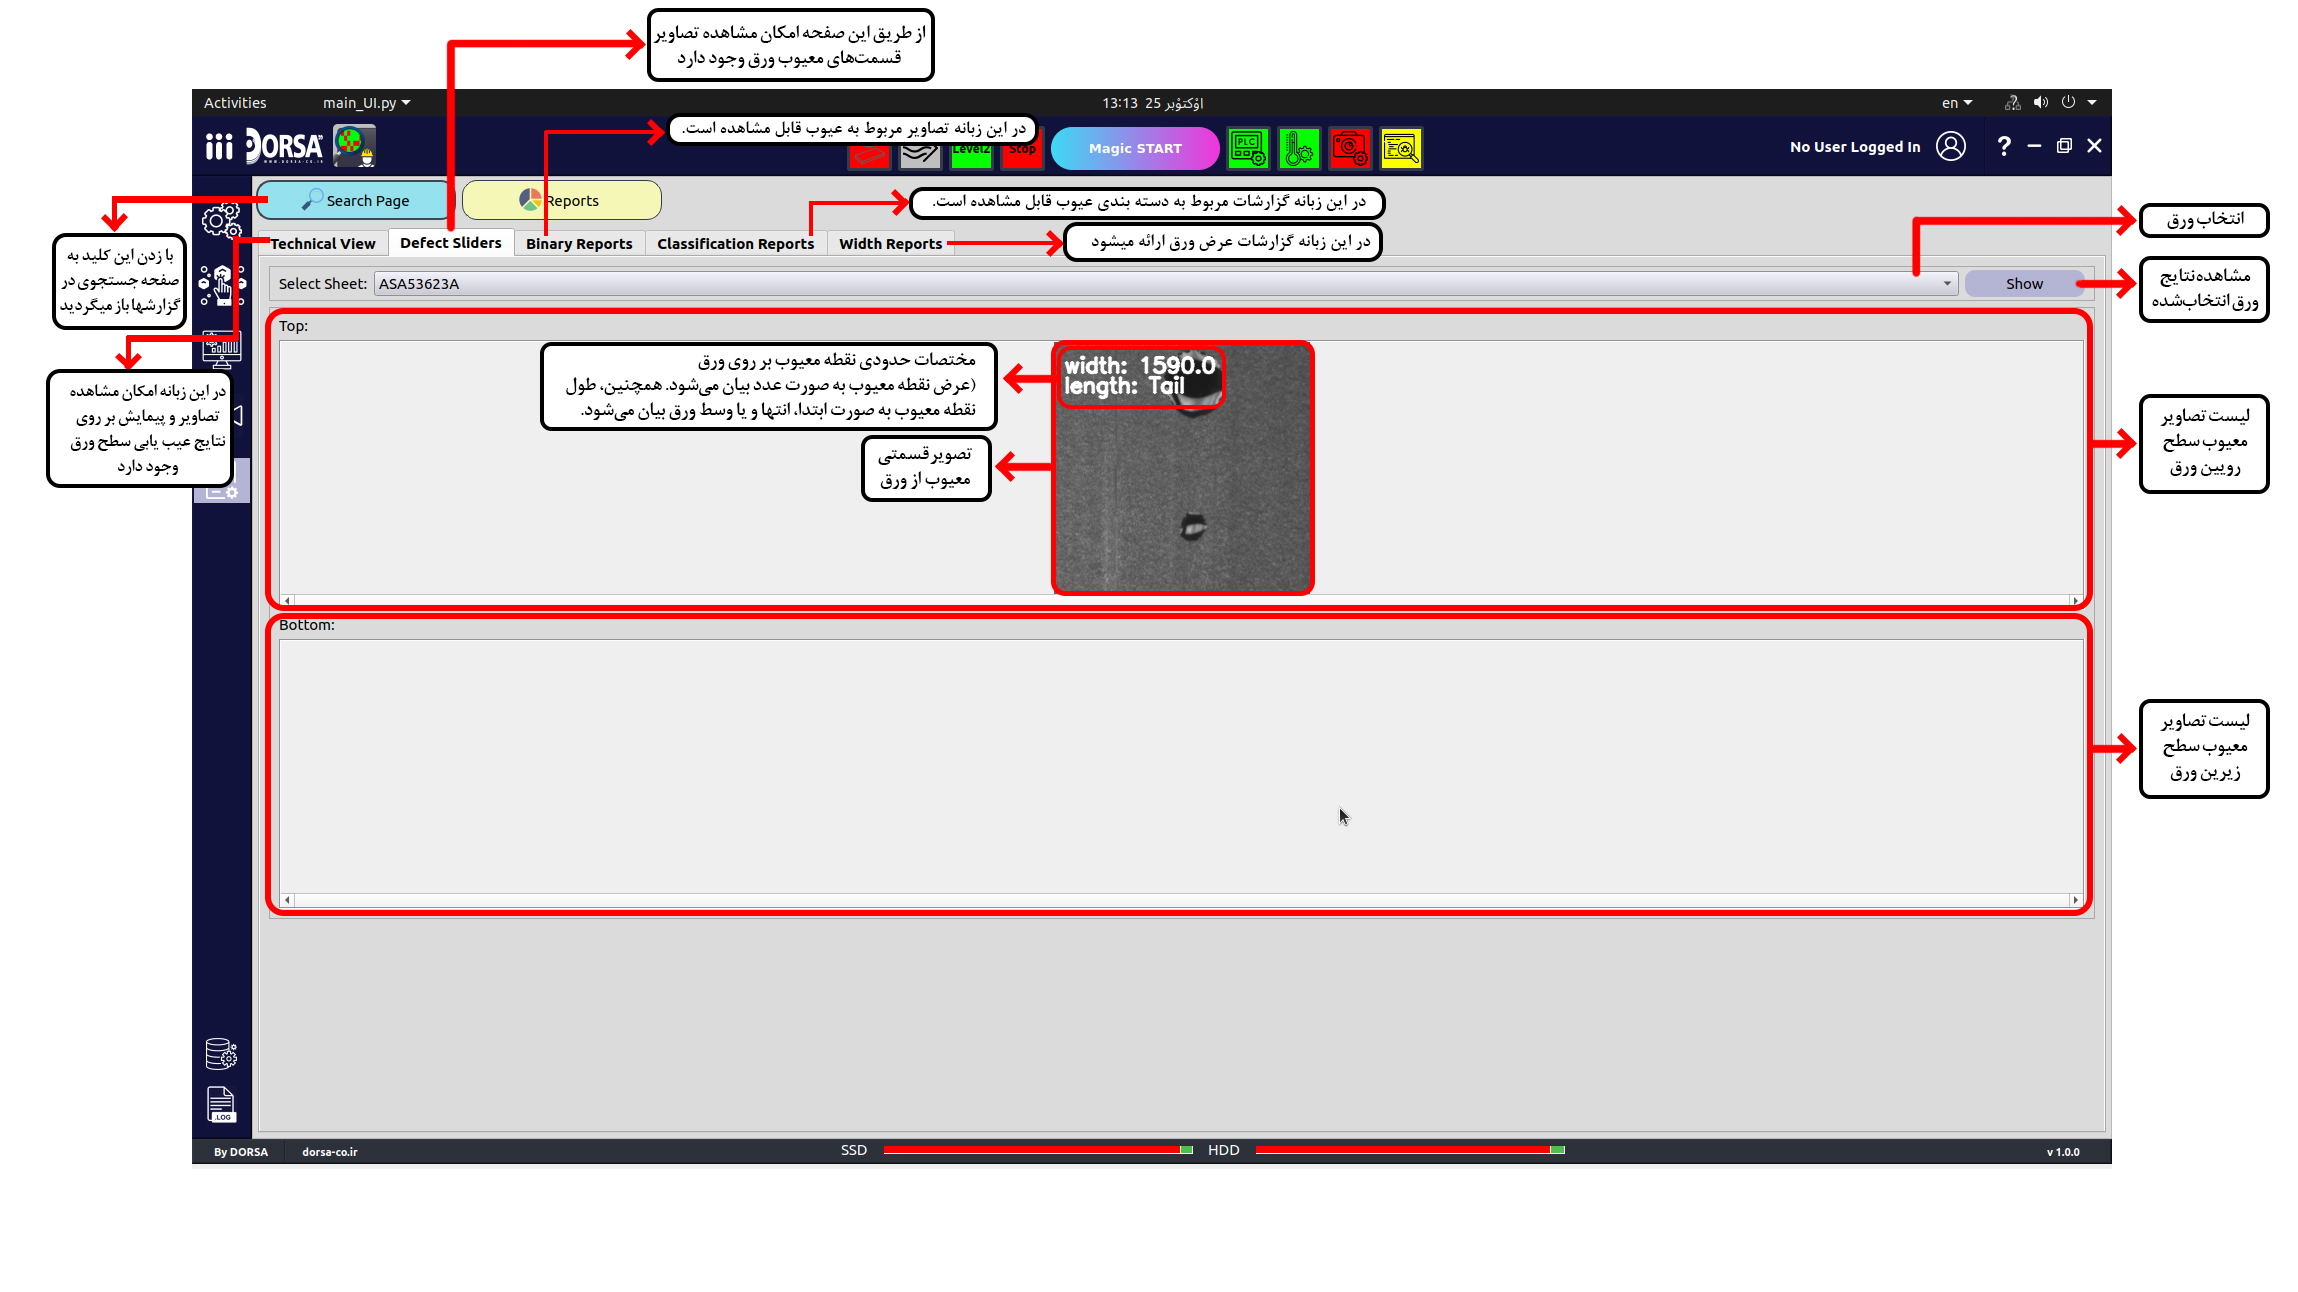 از طریق این صفحه امکان مشاهده تصاویر
قسمت‌های معیوب ورق وجود دارد
Activities
main_UI.py
اؤکتوْبر 25  13:13
en
DORSA
در این زبانه تصاویر مربوط به عیوب قابل مشاهده است.
Level2
Stop
Magic START
PLC
No User Logged In
?
Search Page
Reports
در این زبانه گزارشات مربوط به دسته بندی عیوب قابل مشاهده است.
انتخاب ورق
Technical View
Defect Sliders
Binary Reports
Classification Reports
Width Reports
در این زبانه گزارشات عرض ورق ارائه میشود
با زدن این کلید به
صفحه جستجوی در
گزارشها باز میگردید
Select Sheet:
ASA53623A
Show
مشاهده نتایج
ورق انتخاب شده
Top:
مختصات حدودی نقطه معیوب بر روی ورق
(عرض نقطه معیوب به صورت عدد بیان می‌شود. همچنین، طول
نقطه معیوب به صورت ابتدا، انتها و یا وسط ورق بیان می‌شود.
width: 1590.0
length: Tail
در این زبانه امکان مشاهده
تصاویر و پیمایش بر روی
نتایج عیب یابی سطح ورق
وجود دارد
تصویر قسمتی
معیوب از ورق
لیست تصاویر
معیوب سطح
رویین ورق
Bottom:
لیست تصاویر
معیوب سطح
زیرین ورق
.LOG
By DORSA
dorsa-co.ir
SSD
HDD
v 1.0.0